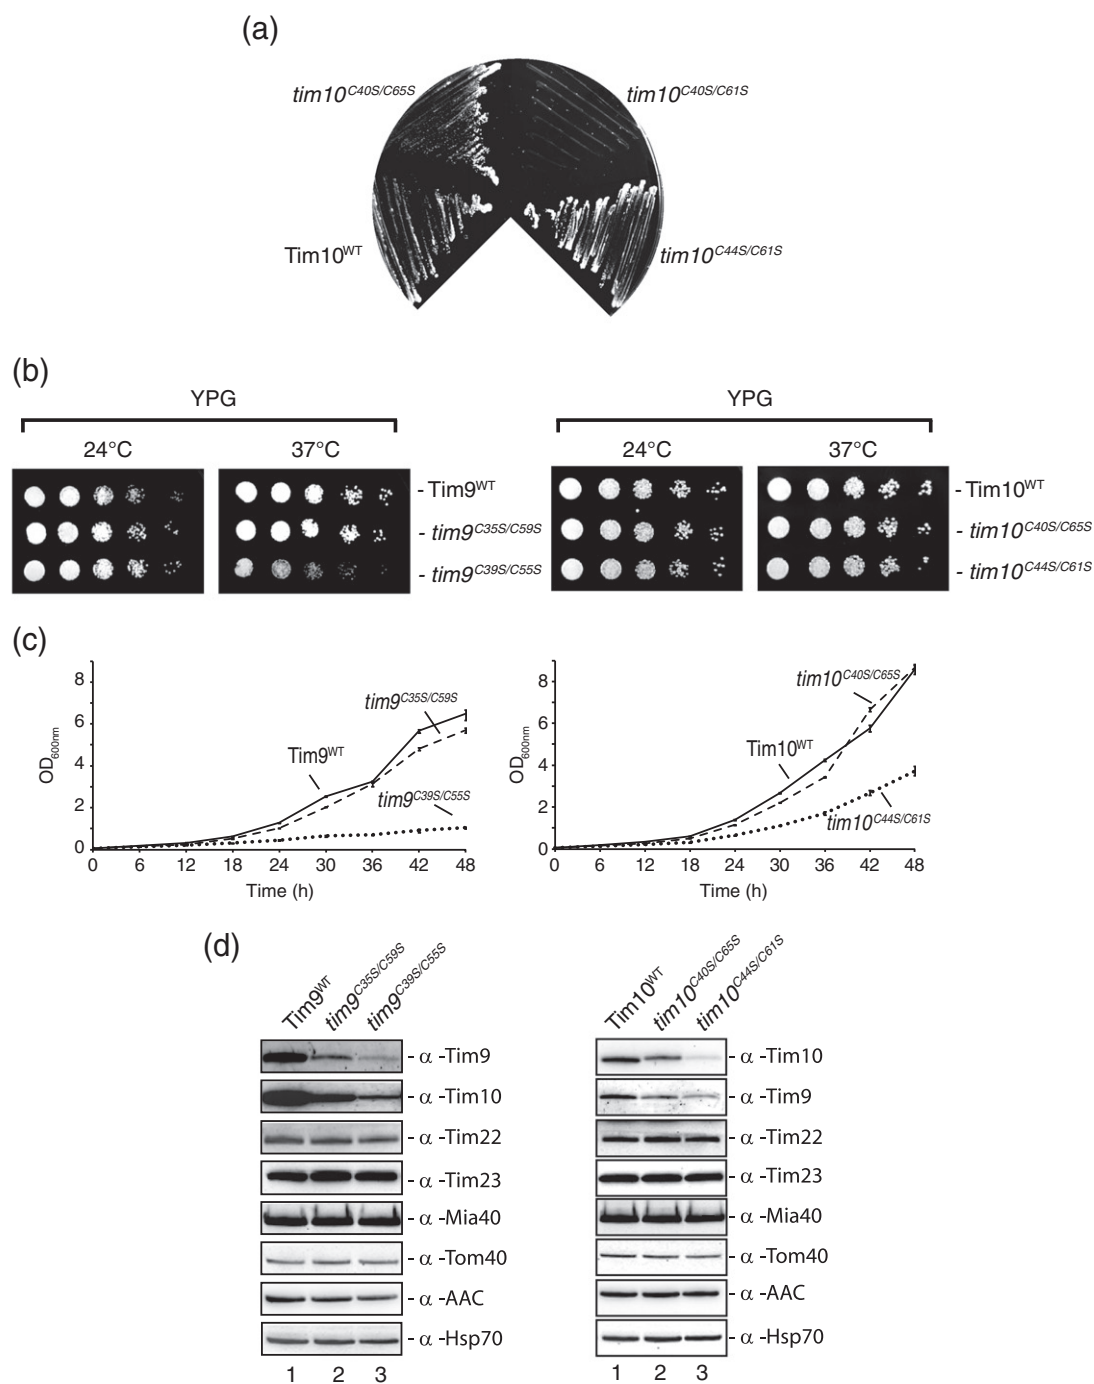 (a)
tim10C40S/C65S
tim10C40S/C61S
Tim10WT
tim10C44S/C61S
(b)
YPG
YPG
24°C
37°C
24°C
37°C
- Tim9WT
- Tim10WT
- tim9C35S/C59S
- tim10C40S/C65S
- tim9C39S/C55S
- tim10C44S/C61S
(c)
8
6
4
2
0
OD600nm
tim9C35S/C59S
Tim9WT
tim9C39S/C55S
0 6 12 18 24 30 36 42 48
Time (h)
8
6
4
2
0
OD600nm
tim10C40S/C65S
Tim10WT
tim10C44S/C61S
0 6 12 18 24 30 36 42 48
Time (h)
(d)
Tim9WT
tim9C35S/C59S
tim9C39S/C55S
- α -Tim9
- α -Tim10
- α -Tim22
- α -Tim23
- α -Mia40
- α -Tom40
- α -AAC
- α -Hsp70
1 2 3
Tim10WT
tim10C40S/C65S
tim10C44S/C61S
- α -Tim10
- α -Tim9
- α -Tim22
- α -Tim23
- α -Mia40
- α -Tom40
- α -AAC
- α -Hsp70
1 2 3